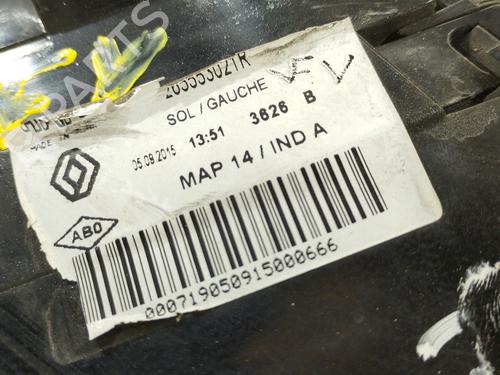 SOL / GAUCHE
05.09.2015 13:51 3626 B
MAP 14 / IND A
ABO
000719050915000666